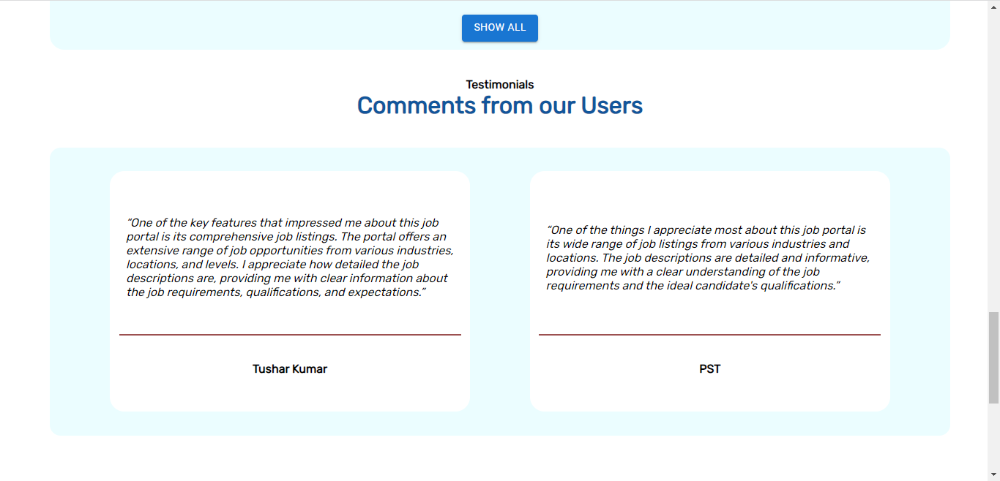 SHOW ALL
Testimonials
Comments from our Users
“One of the key features that impressed me about this job
portal is its comprehensive job listings. The portal offers an
extensive range of job opportunities from various industries,
locations, and levels. I appreciate how detailed the job
descriptions are, providing me with clear information about
the job requirements, qualifications, and expectations.”
Tushar Kumar
“One of the things I appreciate most about this job portal is
its wide range of job listings from various industries and
locations. The job descriptions are detailed and informative,
providing me with a clear understanding of the job
requirements and the ideal candidate's qualifications.”
PST